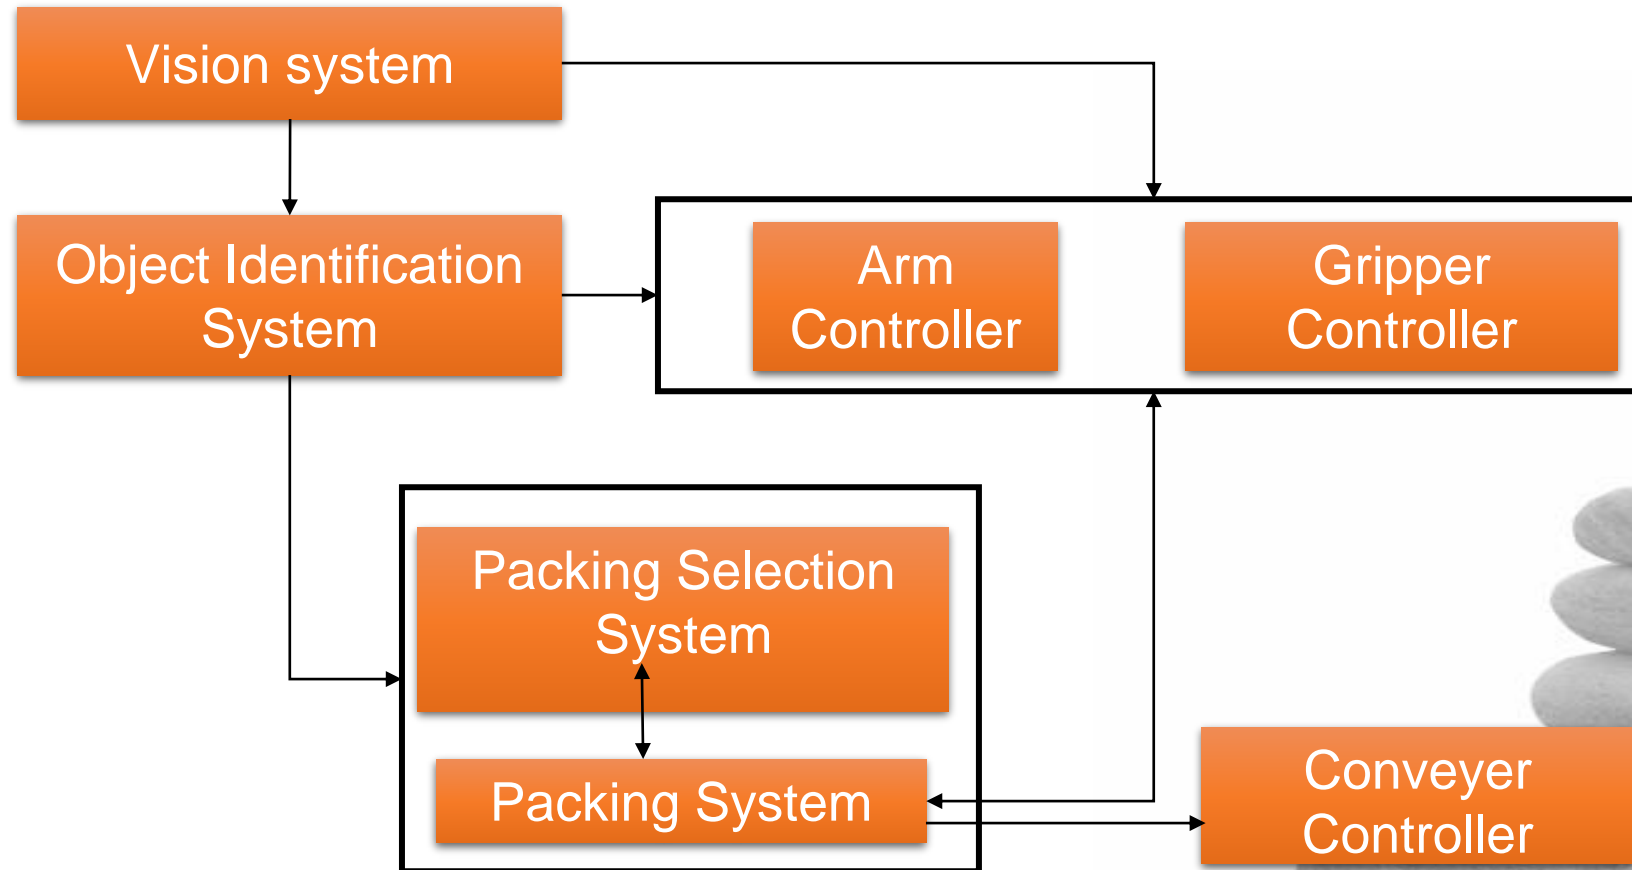 Vision system
Object Identification
System
Arm
Controller
Gripper
Controller
Packing Selection
System
Packing System
Conveyer
Controller